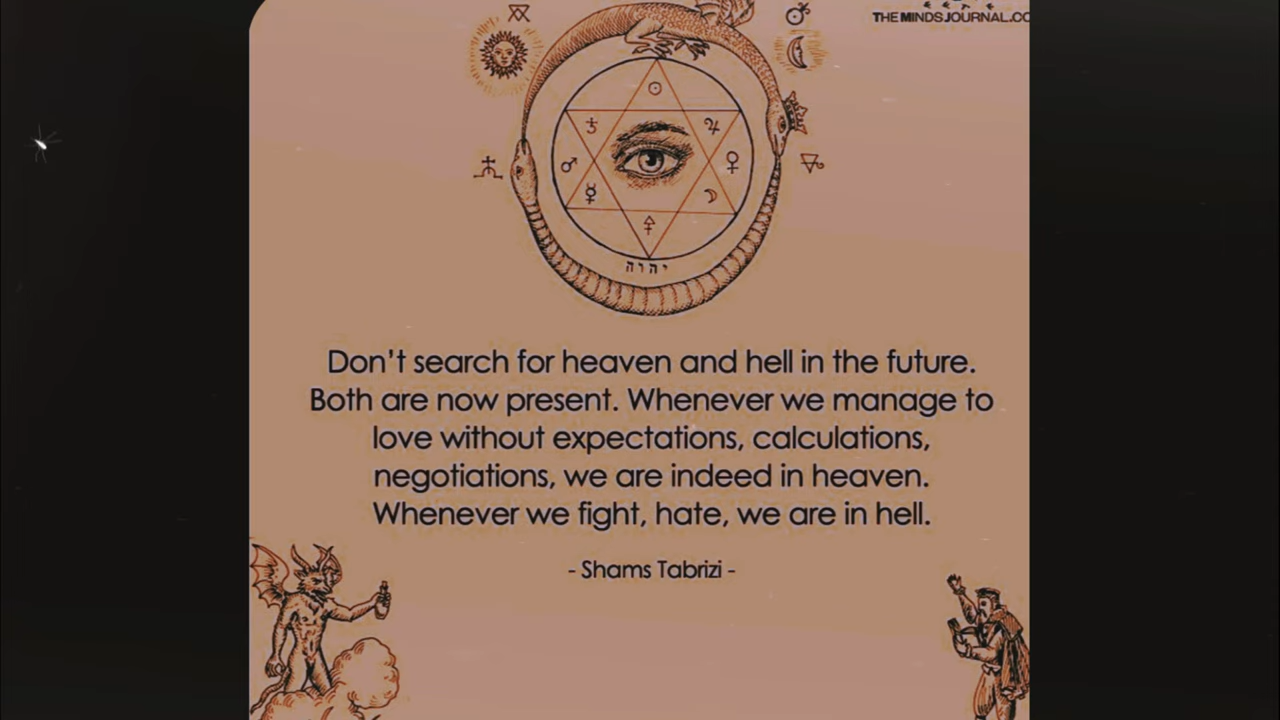 THEMINDSJOURNAL.CO
יהוה
Don't search for heaven and hell in the future.
Both are now present. Whenever we manage to
love without expectations, calculations,
negotiations, we are indeed in heaven.
Whenever we fight, hate, we are in hell.
- Shams Tabrizi -